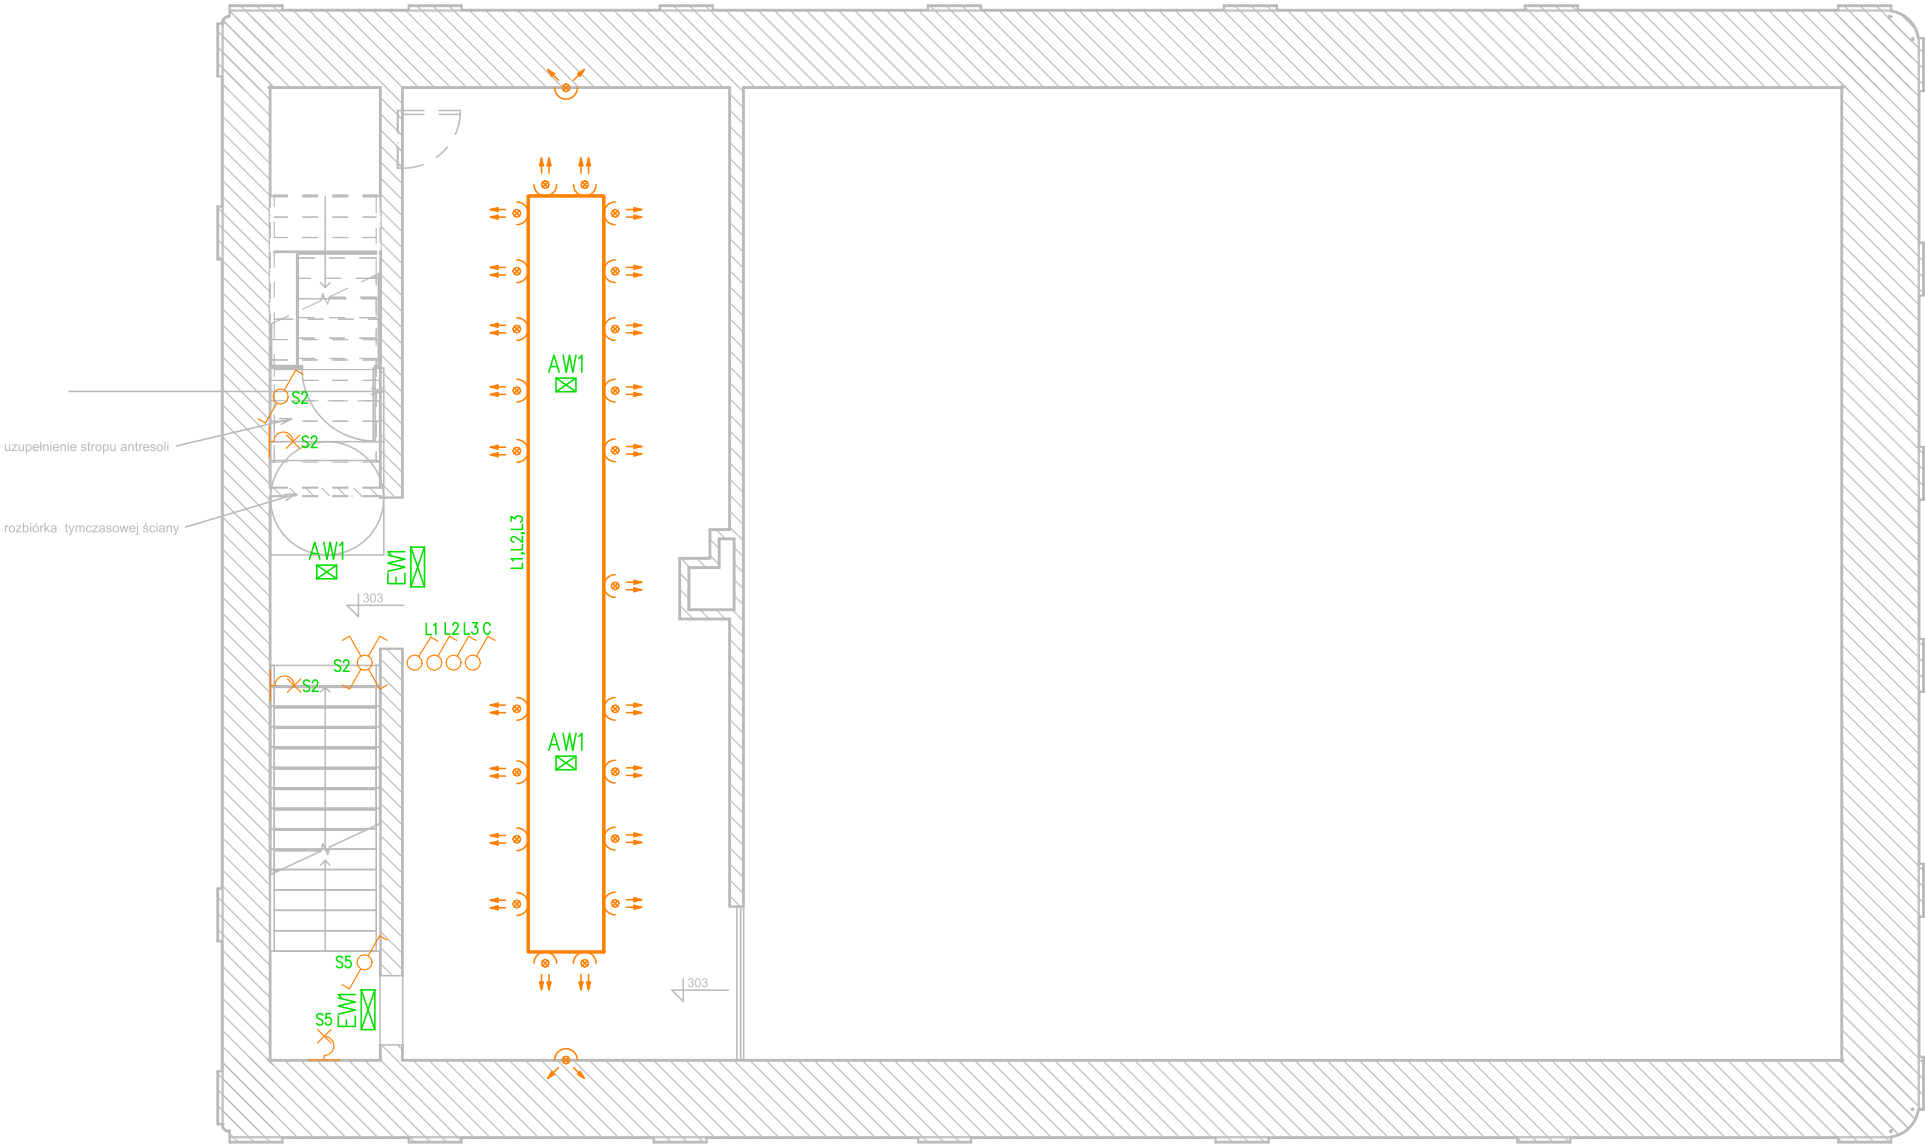 AW1
S2
S2
uzupełnienie stropu antresoli
rozbiórka tymczasowej ściany
L1,L2,L3
AW1
EW1
303
L1 L2 L3 C
S2
S2
AW1
S5
303
EW1
S5